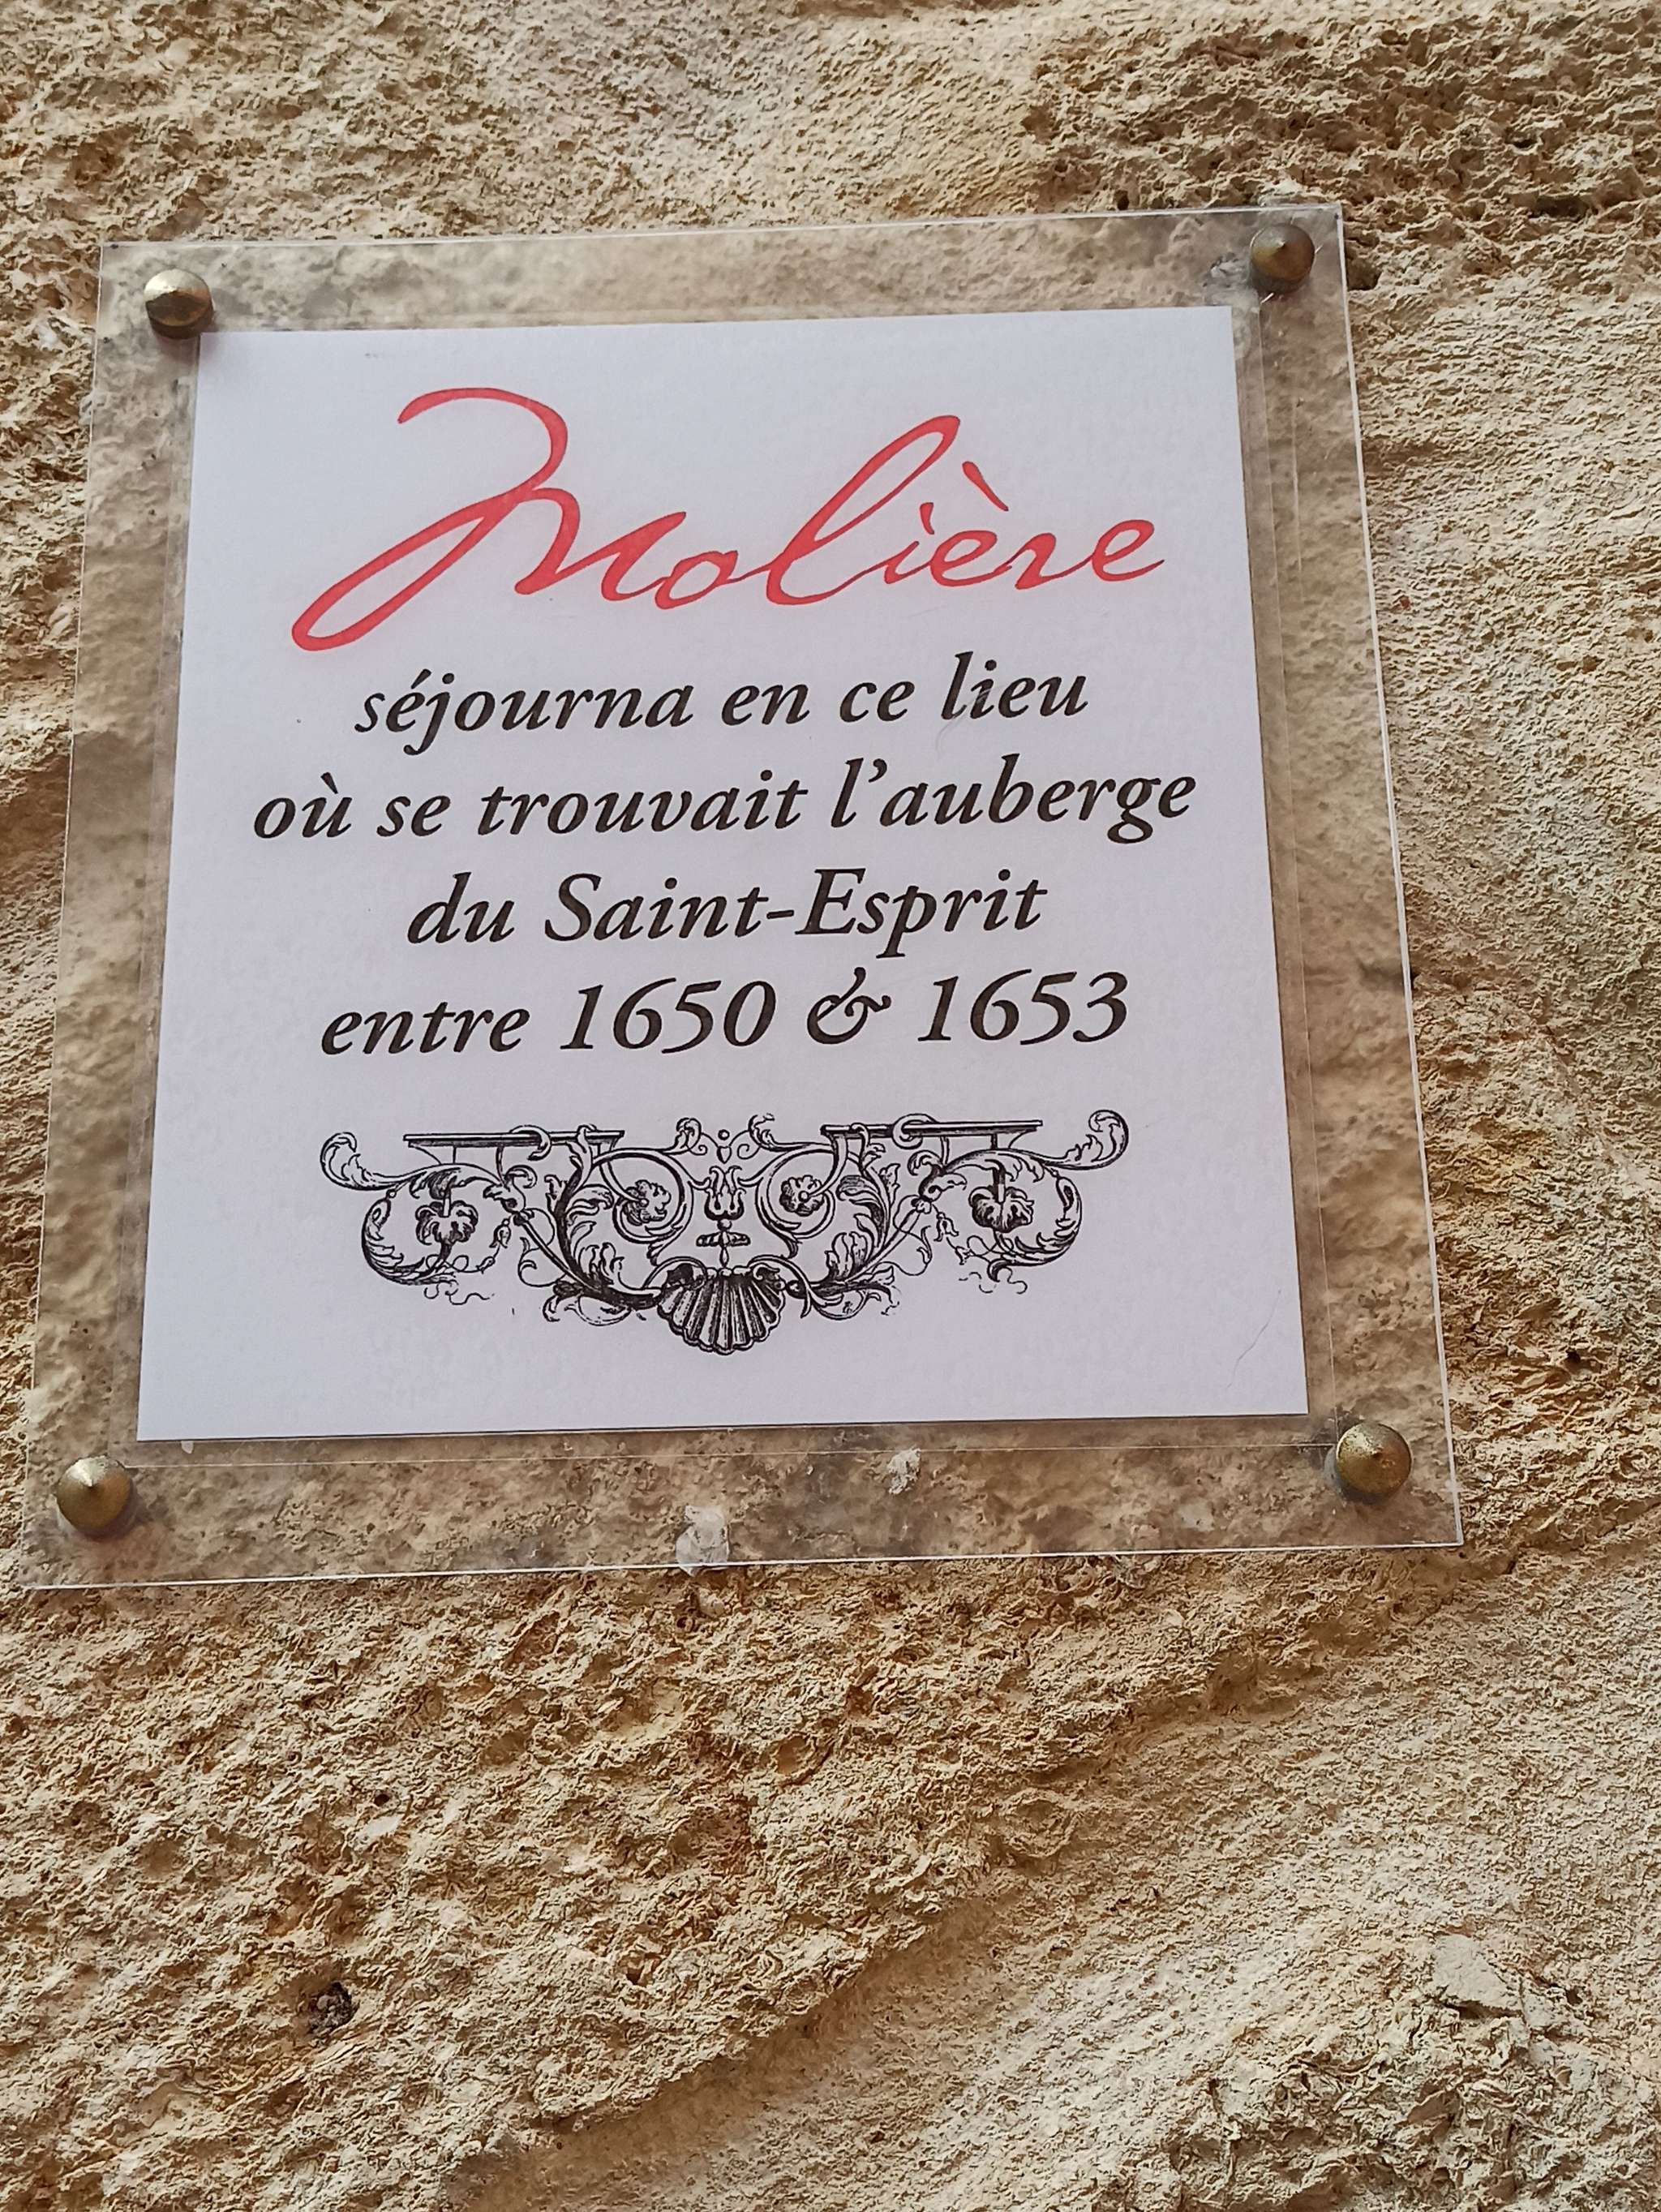 Molière
séjourna en ce lieu
où se trouvait l'auberge
du Saint-Esprit
entre 1650 & 1653